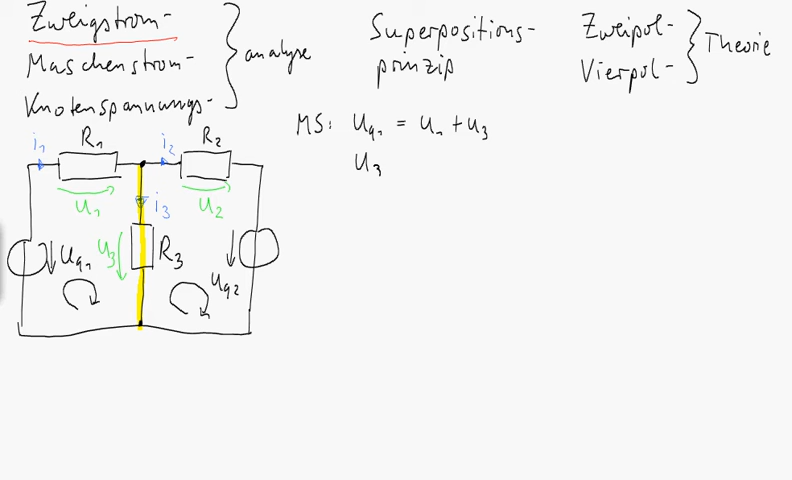 Zweigstrom-
Maschenstrom-
Knotenspannungs-
analyse
Superpositions-
prinzip
Zweipol-
Vierpol-
Theorie
MS: Uq1 = U1 + U3
U3
i1 R1 i2 R2
U1 i3 U2
Uq1 U3 R3 Uq2